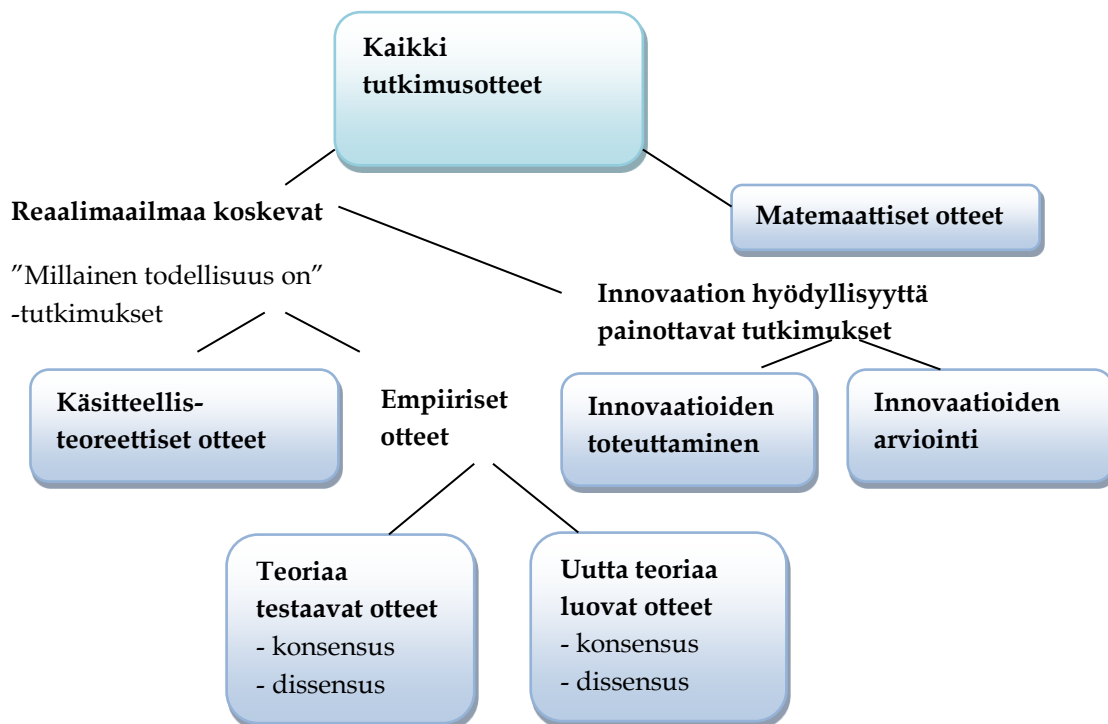 Kaikki
tutkimusotteet
Reaalimaailmaa koskevat
Matemaattiset otteet
”Millainen todellisuus on”
-tutkimukset
Innovaation hyödyllisyyttä
painottavat tutkimukset
Käsitteellis-
teoreettiset otteet
Empiiriset
otteet
Innovaatioiden
toteuttaminen
Innovaatioiden
arviointi
Teoriaa
testaavat otteet
- konsensus
- dissensus
Uutta teoriaa
luovat otteet
- konsensus
- dissensus